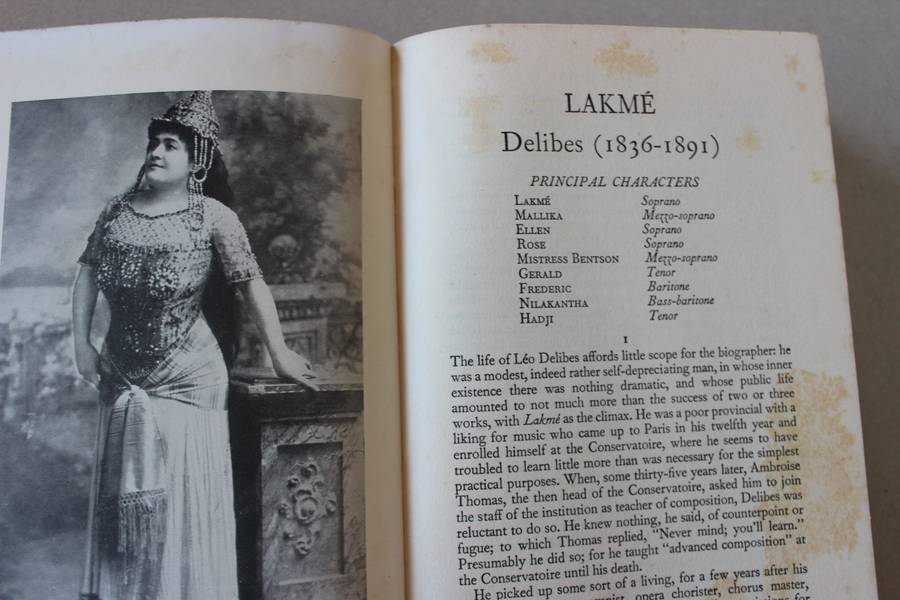 LAKMÉ
Delibes (1836-1891)
PRINCIPAL CHARACTERS
LAKMÉ Soprano
MALLIKA Mezzo-soprano
ELLEN Soprano
ROSE Soprano
MISTRESS BENTSON Mezzo-soprano
GERALD Tenor
FREDERIC Baritone
NILAKANTHA Bass-baritone
HADJI Tenor
I
The life of Léo Delibes affords little scope for the biographer: he
was a modest, indeed rather self-depreciating man, in whose inner
existence there was nothing dramatic, and whose public life
amounted to not much more than the success of two or three
works, with Lakmé as the climax. He was a poor provincial with a
liking for music who came up to Paris in his twelfth year and
enrolled himself at the Conservatoire, where he seems to have
troubled to learn little more than was necessary for the simplest
practical purposes. When, some thirty-five years later, Ambroise
Thomas, the then head of the Conservatoire, asked him to join
the staff of the institution as teacher of composition, Delibes was
reluctant to do so. He knew nothing, he said, of counterpoint or
fugue; to which Thomas replied, “Never mind; you’ll learn.”
Presumably he did so; for he taught “advanced composition” at
the Conservatoire until his death.
He picked up some sort of a living, for a few years after his
opera chorister, chorus master,
for